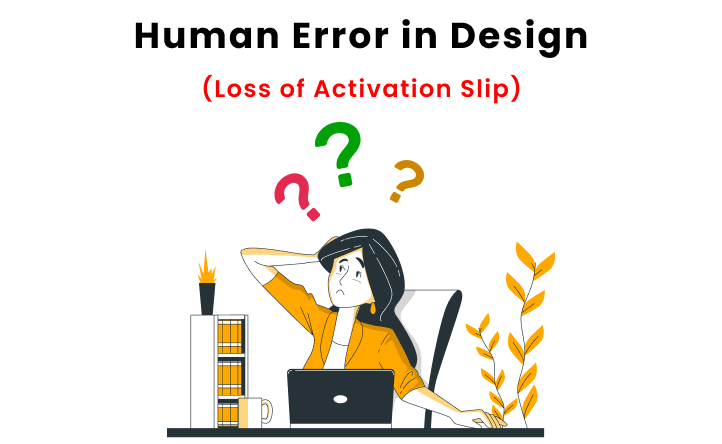 Human Error in Design
(Loss of Activation Slip)
? ? ?